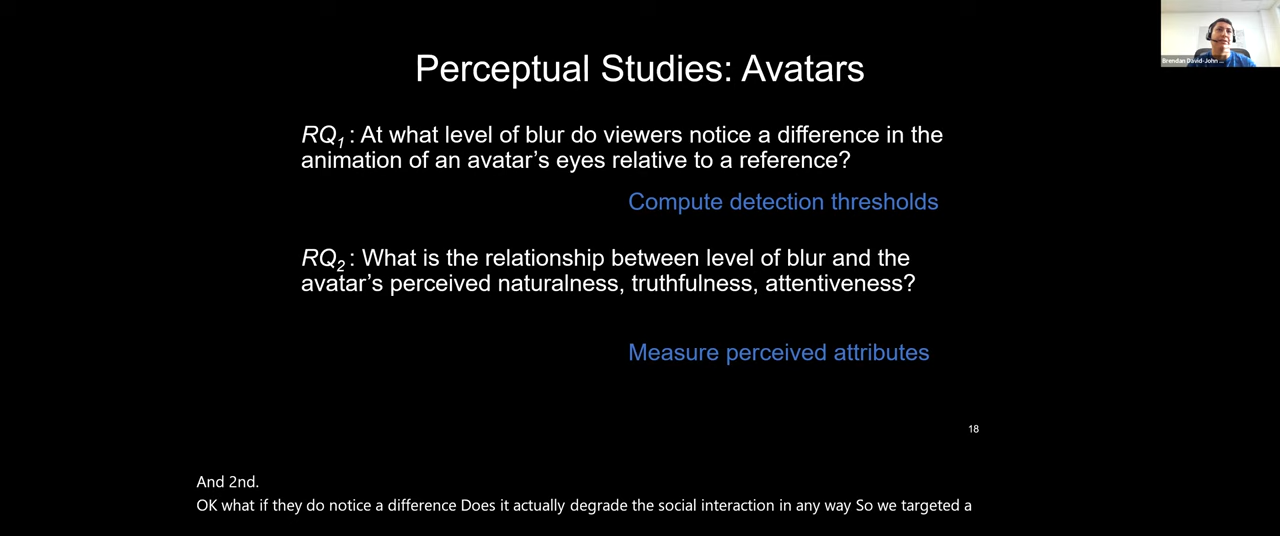 Brendan David-John ...
Perceptual Studies: Avatars
RQ1 : At what level of blur do viewers notice a difference in the
animation of an avatar's eyes relative to a reference?
Compute detection thresholds
RQ2 : What is the relationship between level of blur and the
avatar's perceived naturalness, truthfulness, attentiveness?
Measure perceived attributes
18
And 2nd.
OK what if they do notice a difference Does it actually degrade the social interaction in any way So we targeted a